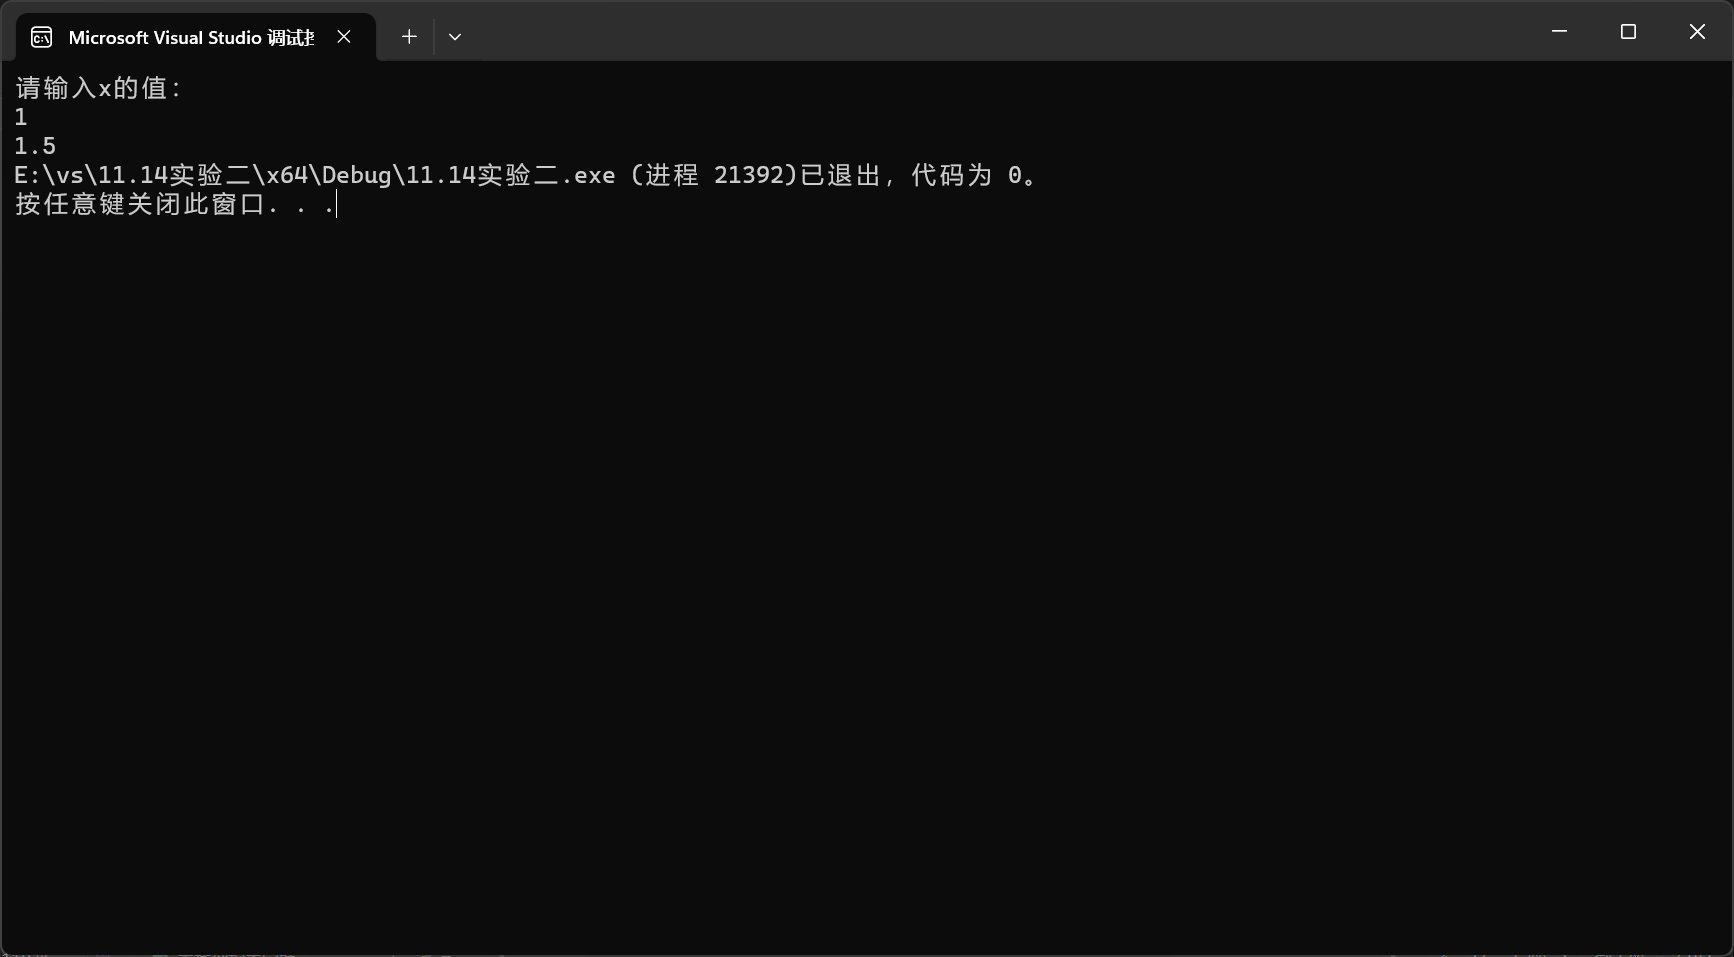 Microsoft Visual Studio 调试
请输入x的值:
1
1.5
E:\vs\11.14实验二\x64\Debug\11.14实验二.exe (进程 21392)已退出，代码为 0。
按任意键关闭此窗口. . .